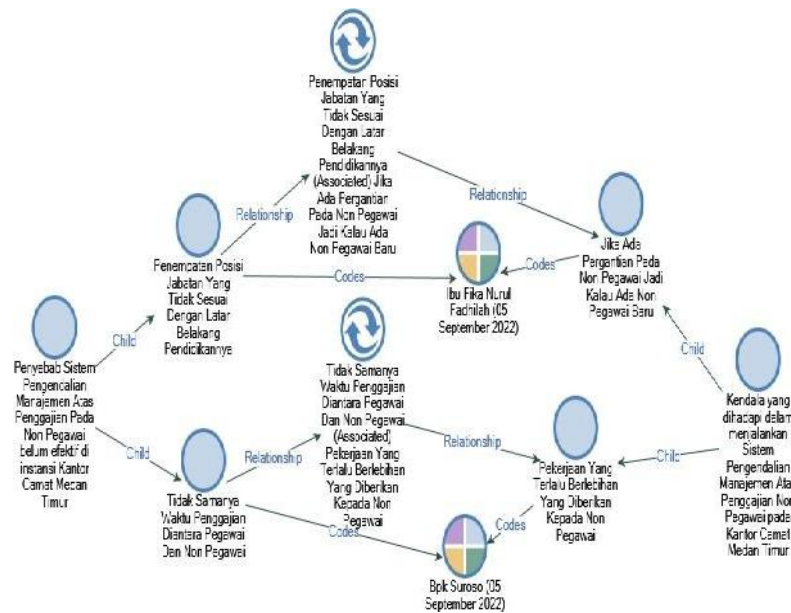 Penempatan Posisi
Jabatan Yang
Tidak Sesuai
Dengan Latar
Belakang
Pendidikannya
(Associated) Jika
Ada Pergantian
Pada Non Pegawai
Jadi Kalau Ada
Non Pegawai Baru
Relationship
Relationship
Penempatan Posisi
Jabatan Yang
Tidak Sesuai
Dengan Latar
Belakang
Pendidikannya
Codes
Ibu Fika Nurul
Fadhilah (05
September 2022)
Codes
Jika Ada
Pergantian Pada
Non Pegawai Jadi
Kalau Ada Non
Pegawai Baru
Child
Child
Penyebab Sistem
Pengendalian
Manajemen Atas
Penggajian Pada
Non Pegawai
belum efektif di
instansi Kantor
Camat Medan
Timur
Child
Tidak Samanya
Waktu Penggajian
Diantara Pegawai
Dan Non Pegawai
(Associated)
Pekerjaan Yang
Terlalu Berlebihan
Yang Diberikan
Kepada Non
Pegawai
Relationship
Relationship
Tidak Samanya
Waktu Penggajian
Diantara Pegawai
Dan Non Pegawai
Codes
Bpk Suroso (05
September 2022)
Codes
Pekerjaan Yang
Terlalu Berlebihan
Yang Diberikan
Kepada Non
Pegawai
Child
Kendala yang
dihadapi dalam
menjalankan
Sistem
Pengendalian
Manajemen Atas
Penggajian Non
Pegawai pada
Kantor Camat
Medan Timur